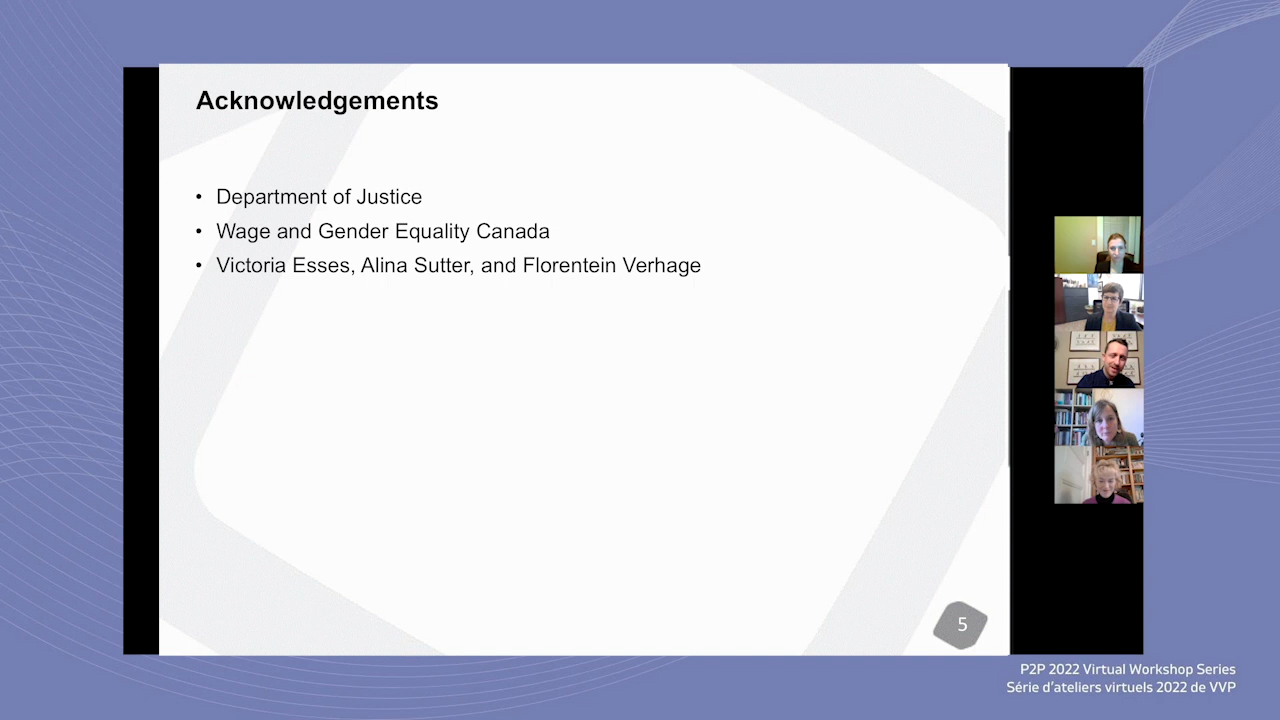 Acknowledgements
• Department of Justice
• Wage and Gender Equality Canada
• Victoria Esses, Alina Sutter, and Florentein Verhage
5
P2P 2022 Virtual Workshop Series
Série d'ateliers virtuels 2022 de VVP